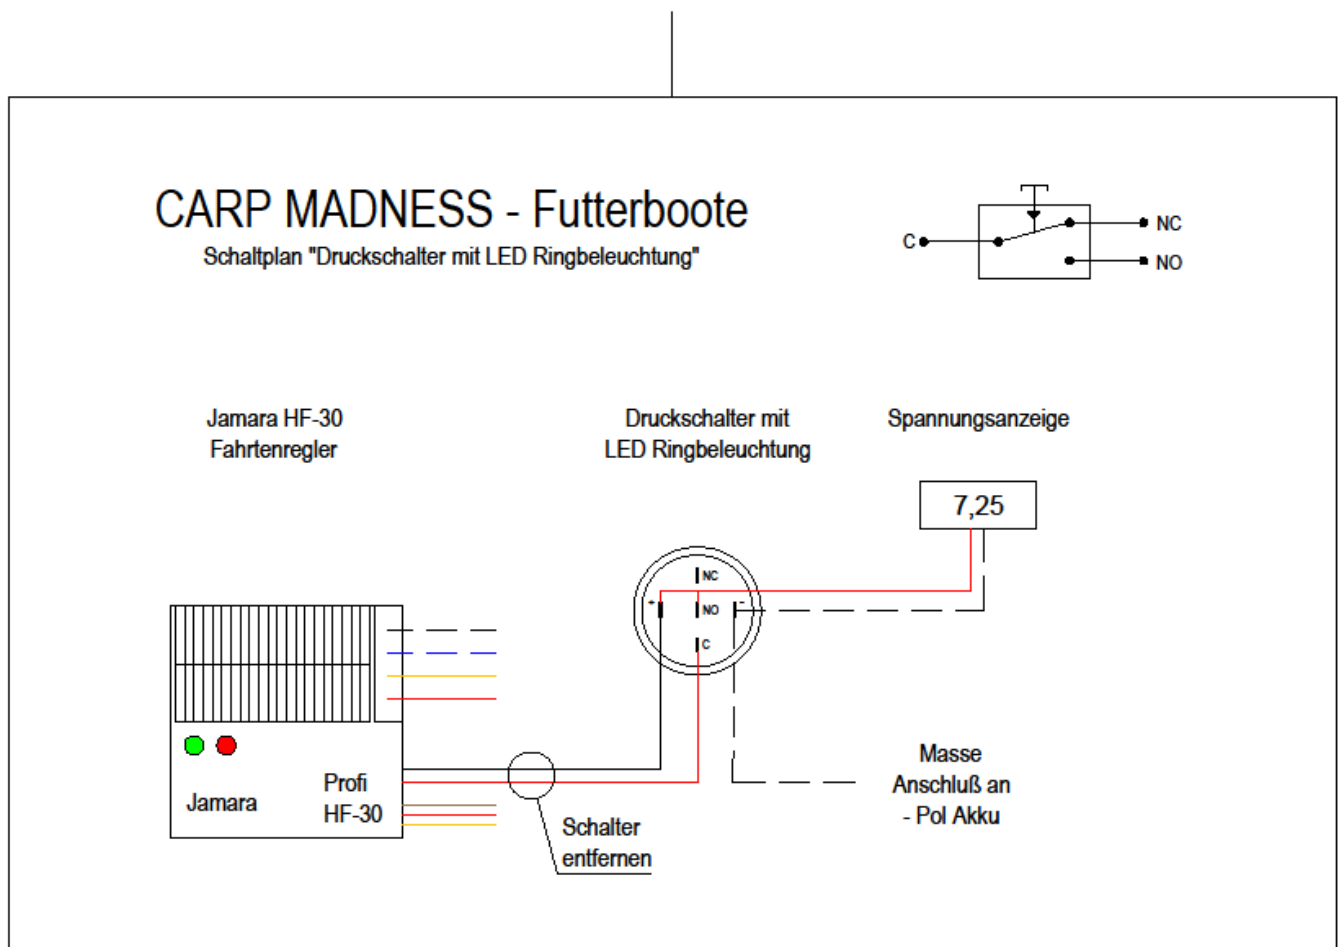 CARP MADNESS - Futterboote
Schaltplan "Druckschalter mit LED Ringbeleuchtung"
C
NC
NO
Jamara HF-30
Fahrtenregler
Druckschalter mit
LED Ringbeleuchtung
Spannungsanzeige
7,25
NC
+
NO
-
C
Jamara
Profi
HF-30
Schalter
entfernen
Masse
Anschluß an
- Pol Akku